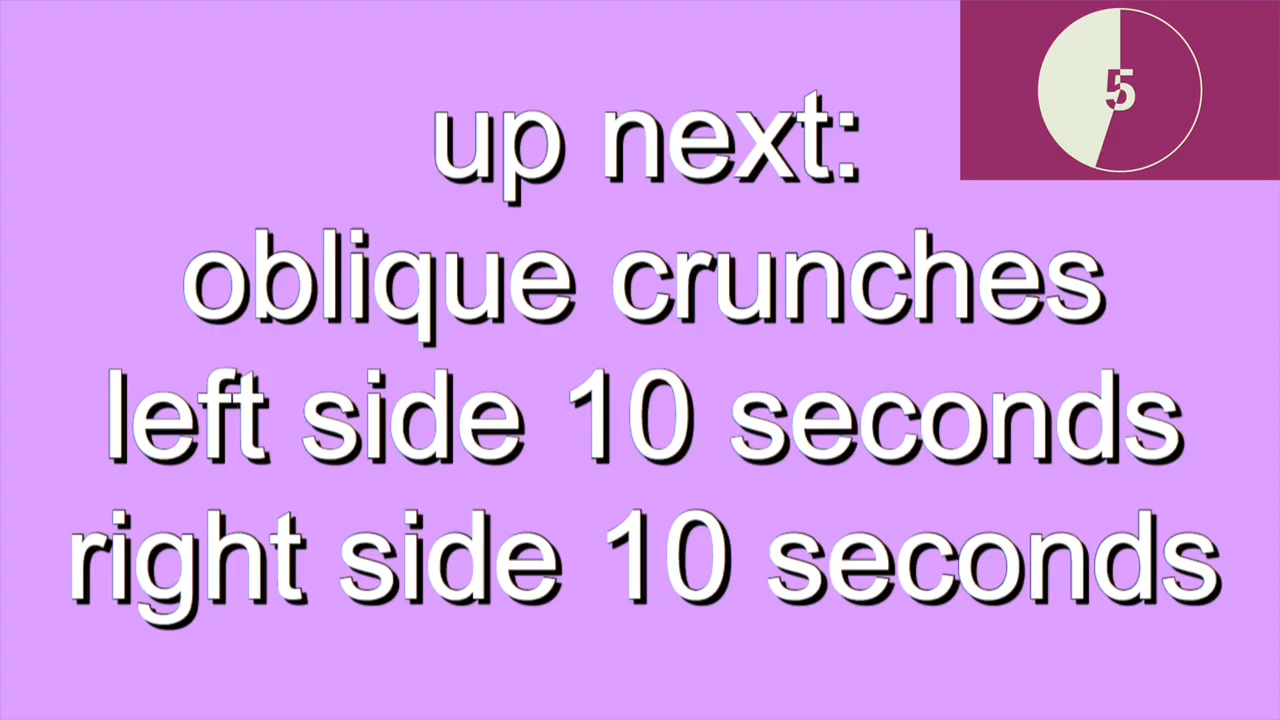 5
up next:
oblique crunches
left side 10 seconds
right side 10 seconds